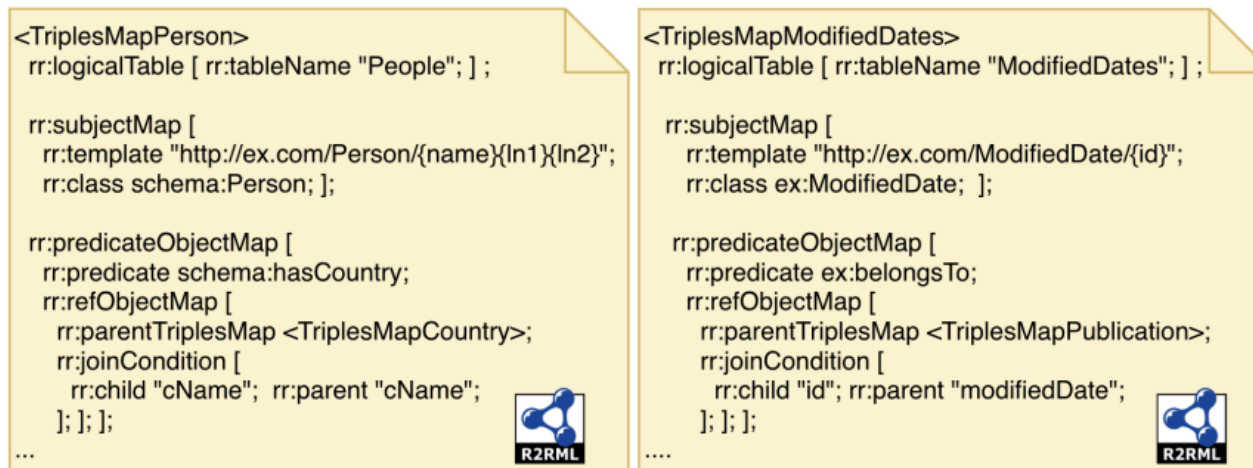 <TriplesMapPerson>
rr:logicalTable [ rr:tableName "People"; ] ;
rr:subjectMap [
rr:template "http://ex.com/Person/{name}{ln1}{ln2}";
rr:class schema:Person; ];
rr:predicateObjectMap [
rr:predicate schema:hasCountry;
rr:refObjectMap [
rr:parentTriplesMap <TriplesMapCountry>;
rr:joinCondition [
rr:child "cName"; rr:parent "cName";
]; ]; ];
...
R2RML
<TriplesMapModifiedDates>
rr:logicalTable [ rr:tableName "ModifiedDates"; ] ;
rr:subjectMap [
rr:template "http://ex.com/ModifiedDate/{id}";
rr:class ex:ModifiedDate; ];
rr:predicateObjectMap [
rr:predicate ex:belongsTo;
rr:refObjectMap [
rr:parentTriplesMap <TriplesMapPublication>;
rr:joinCondition [
rr:child "id"; rr:parent "modifiedDate";
]; ]; ];
....
R2RML